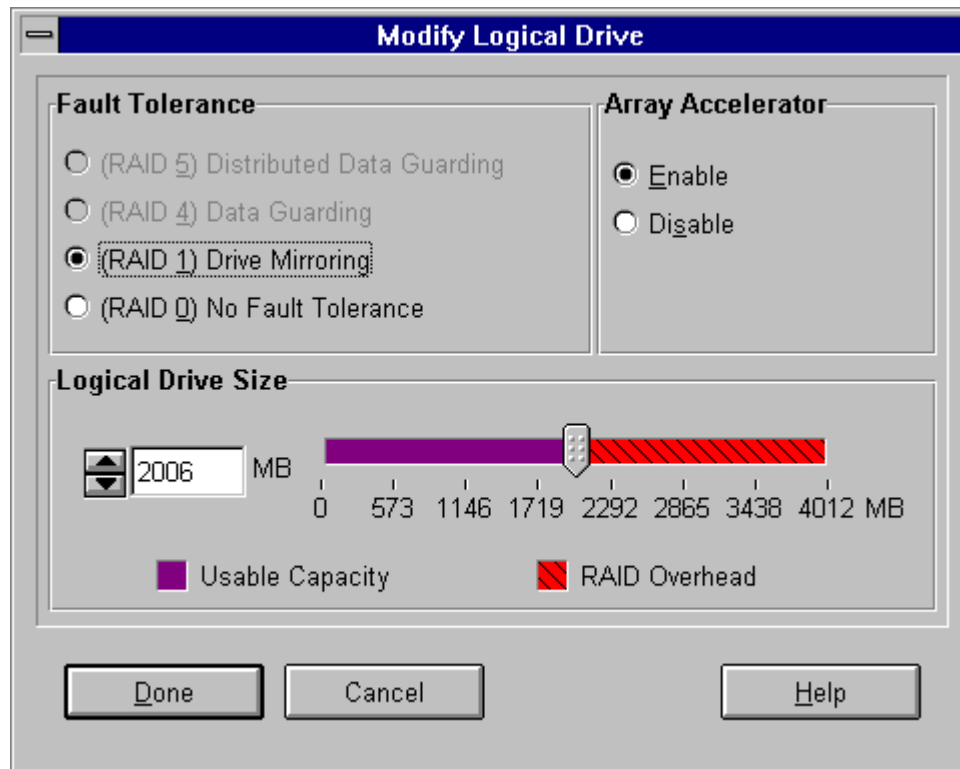 Modify Logical Drive
Fault Tolerance
(RAID 5) Distributed Data Guarding
(RAID 4) Data Guarding
(RAID 1) Drive Mirroring
(RAID 0) No Fault Tolerance
Array Accelerator
Enable
Disable
Logical Drive Size
2006 MB
0 573 1146 1719 2292 2865 3438 4012 MB
Usable Capacity RAID Overhead
Done Cancel Help